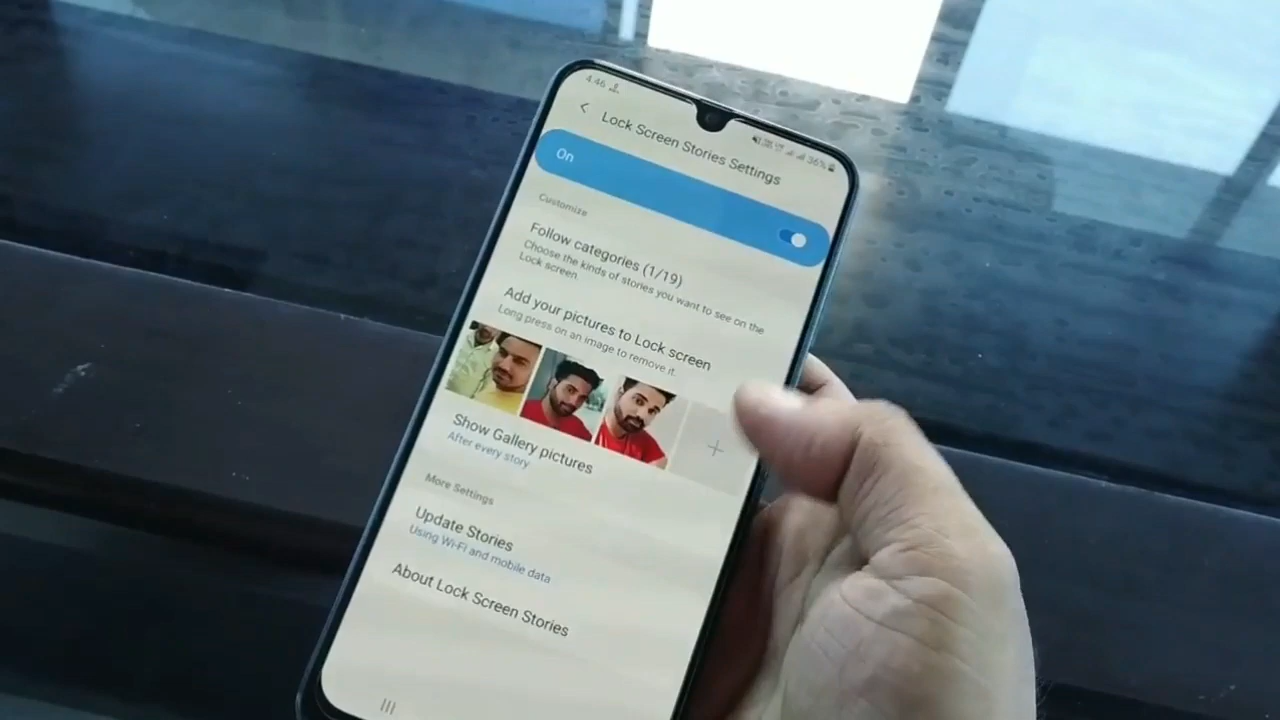 4:46
36%
Lock Screen Stories Settings
On
Customize
Follow categories (1/19)
Choose the kinds of stories you want to see on the
Lock screen.
Add your pictures to Lock screen
Long press on an image to remove it.
Show Gallery pictures
After every story
More Settings
Update Stories
Using Wi-Fi and mobile data
About Lock Screen Stories